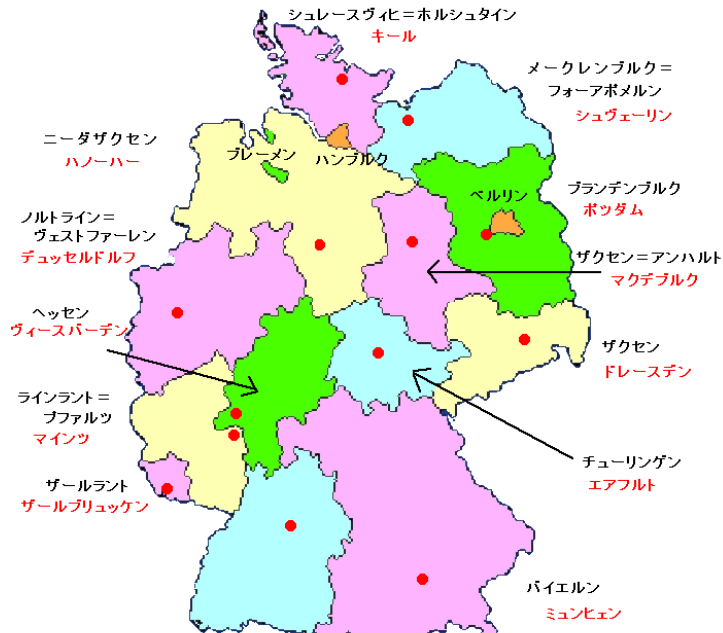 シュレースヴィヒ＝ホルシュタイン
キール
メークレンブルク＝
フォーアポメルン
シュヴェーリン
ニーダザクセン
ハノーハー
ブレーメン
ハンブルク
ベルリン
ブランデンブルク
ポツダム
ノルトライン＝
ヴェストファーレン
デュッセルドルフ
ザクセン＝アンハルト
マクデブルク
ヘッセン
ヴィースバーデン
ザクセン
ドレースデン
ラインラント＝
プファルツ
マインツ
チューリンゲン
エアフルト
ザールラント
ザールブリュッケン
バイエルン
ミュンヒェン